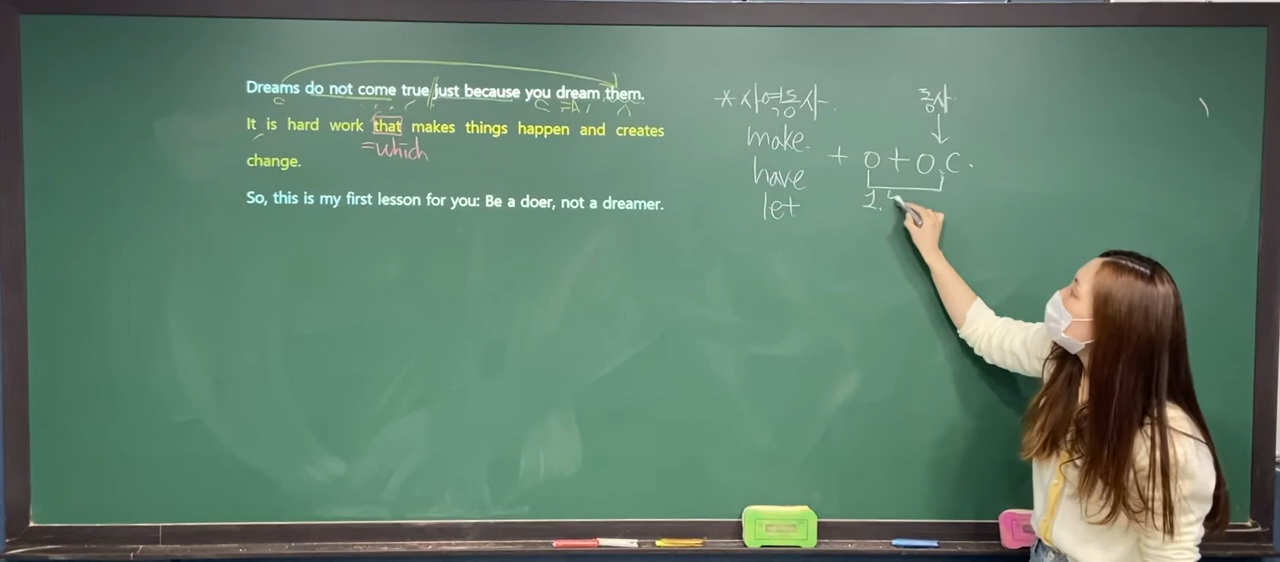 Dreams do not come true just because you dream them.
It is hard work that makes things happen and creates
=which
change.
So, this is my first lesson for you: Be a doer, not a dreamer.
* 사역동사
make
have
let
+ O + O.C.
동사